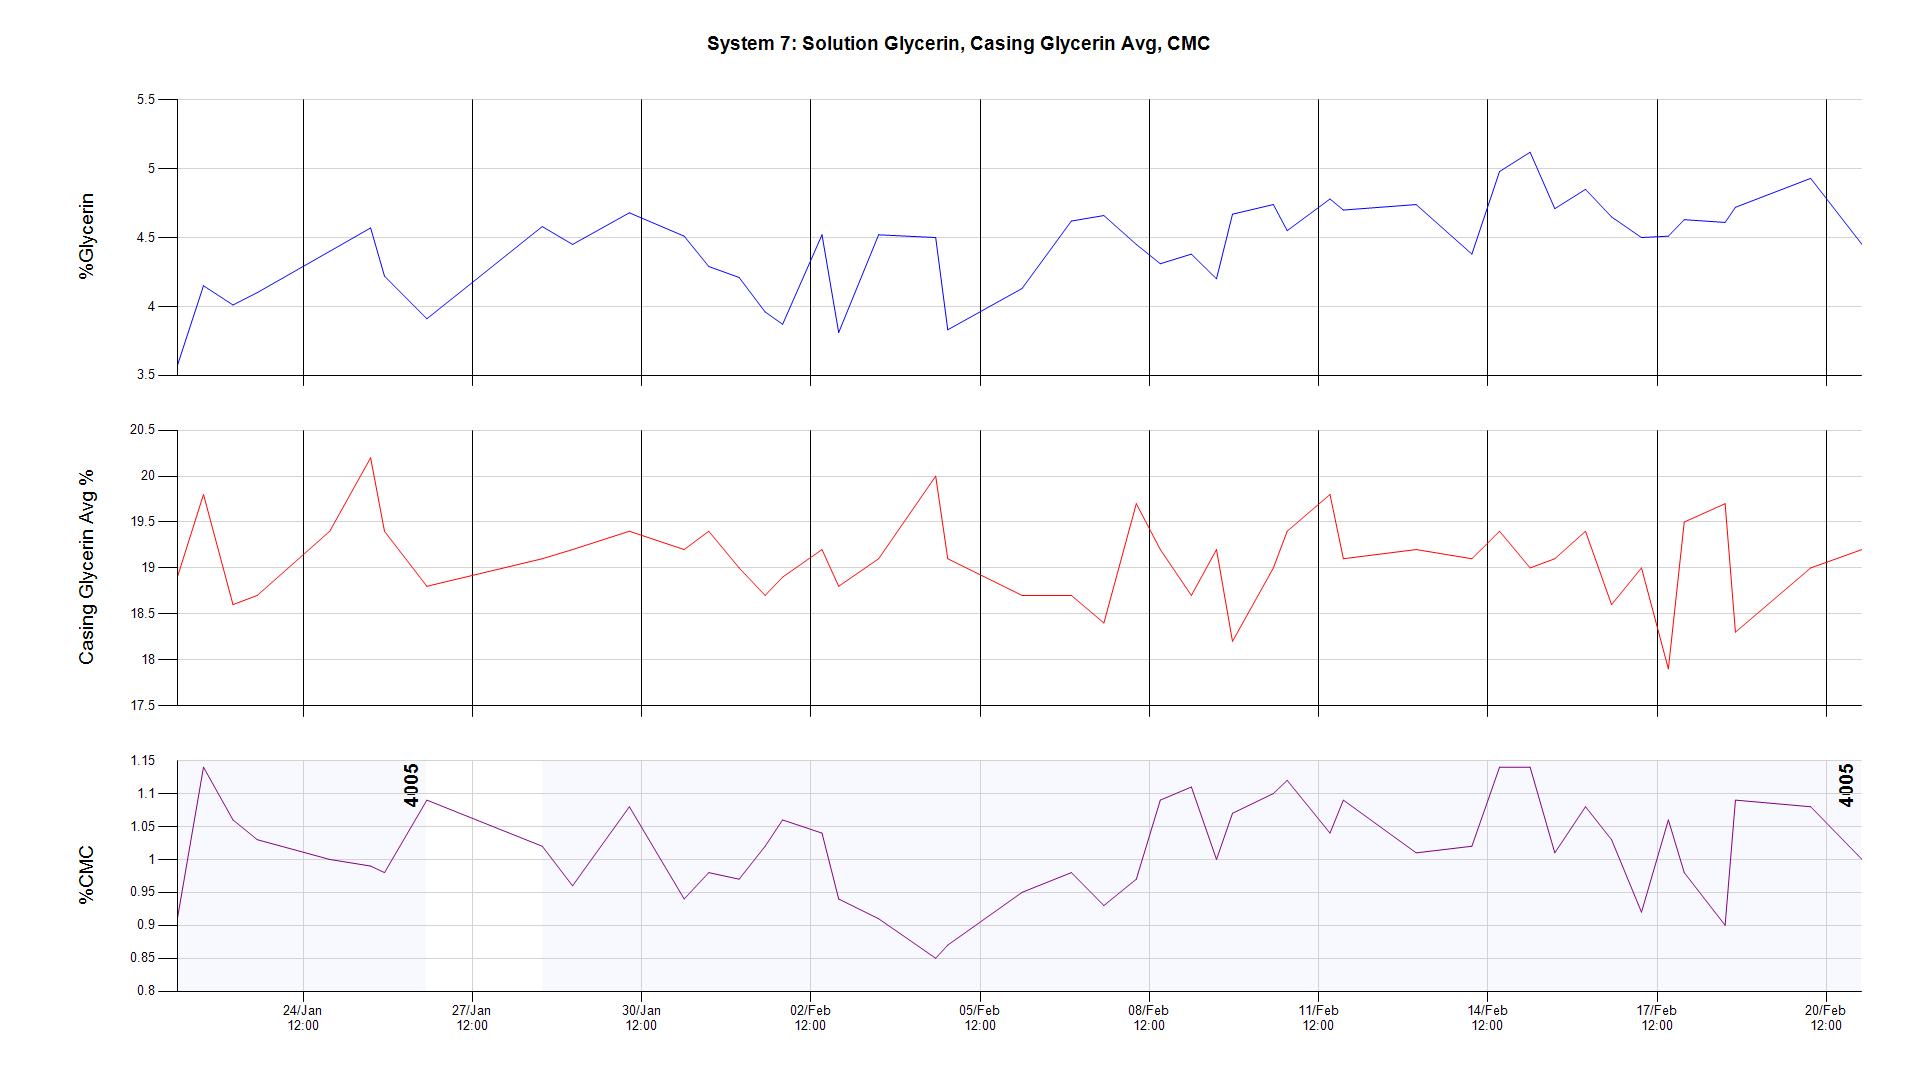 System 7: Solution Glycerin, Casing Glycerin Avg, CMC
%Glycerin
5.5
5
4.5
4
3.5
Casing Glycerin Avg %
20.5
20
19.5
19
18.5
18
17.5
%CMC
1.15
1.1
1.05
1
0.95
0.9
0.85
0.8
4005
4005
24/Jan
12:00
27/Jan
12:00
30/Jan
12:00
02/Feb
12:00
05/Feb
12:00
08/Feb
12:00
11/Feb
12:00
14/Feb
12:00
17/Feb
12:00
20/Feb
12:00